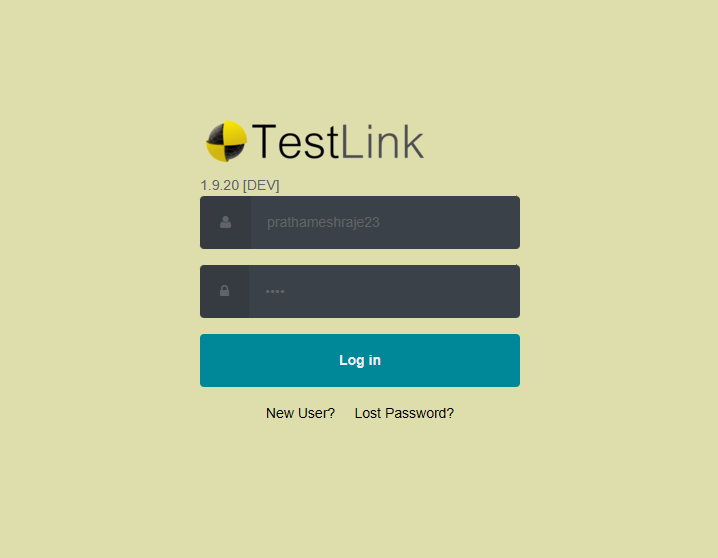 TestLink
1.9.20 [DEV]
prathameshraje23
••••
Log in
New User? Lost Password?